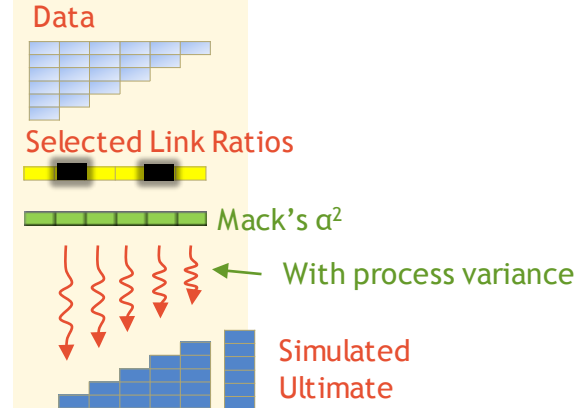 Data
Selected Link Ratios
Mack's α²
With process variance
Simulated
Ultimate